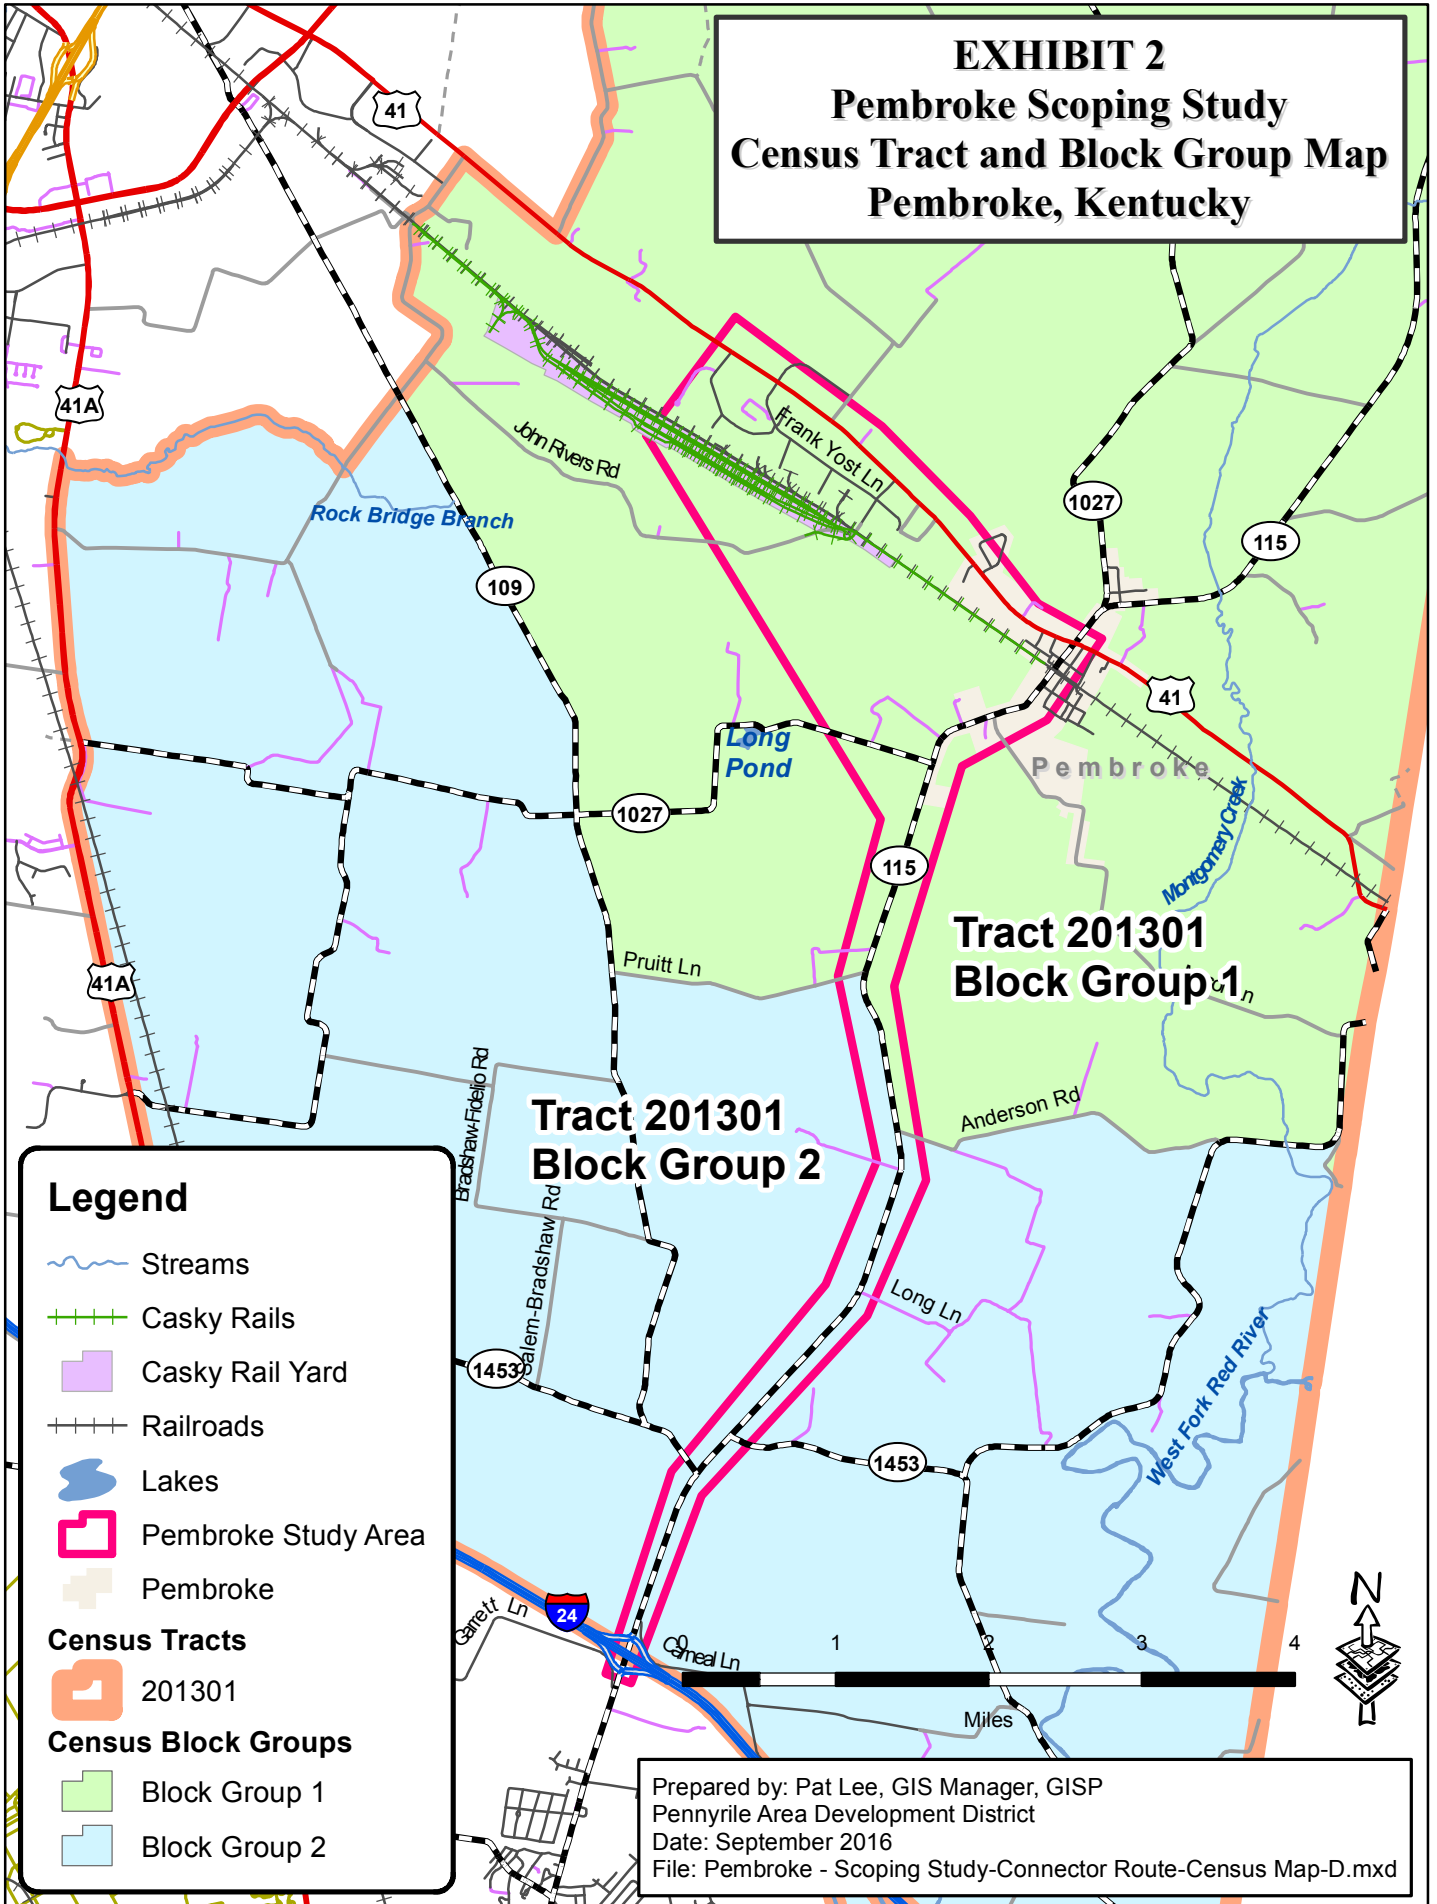 EXHIBIT 2
Pembroke Scoping Study
Census Tract and Block Group Map
Pembroke, Kentucky
41
41A
John Rivers Rd
Frank Yost Ln
Rock Bridge Branch
1027
115
109
41
Long
Pond
Pembroke
1027
115
Montgomery Creek
Tract 201301
Block Group 1
Pruitt Ln
41A
Ln
Bradshaw-Fidelio Rd
Tract 201301
Block Group 2
Anderson Rd
Salem-Bradshaw Rd
Long Ln
1453
West Fork Red River
1453
Garrett Ln
24
Carneal Ln
0 1 2 3 4
Miles
N
Legend
Streams
Casky Rails
Casky Rail Yard
Railroads
Lakes
Pembroke Study Area
Pembroke
Census Tracts
201301
Census Block Groups
Block Group 1
Block Group 2
Prepared by: Pat Lee, GIS Manager, GISP
Pennyrile Area Development District
Date: September 2016
File: Pembroke - Scoping Study-Connector Route-Census Map-D.mxd